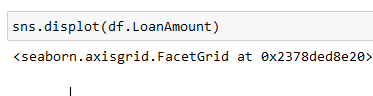 sns.displot(df.LoanAmount)
<seaborn.axisgrid.FacetGrid at 0x2378ded8e20>